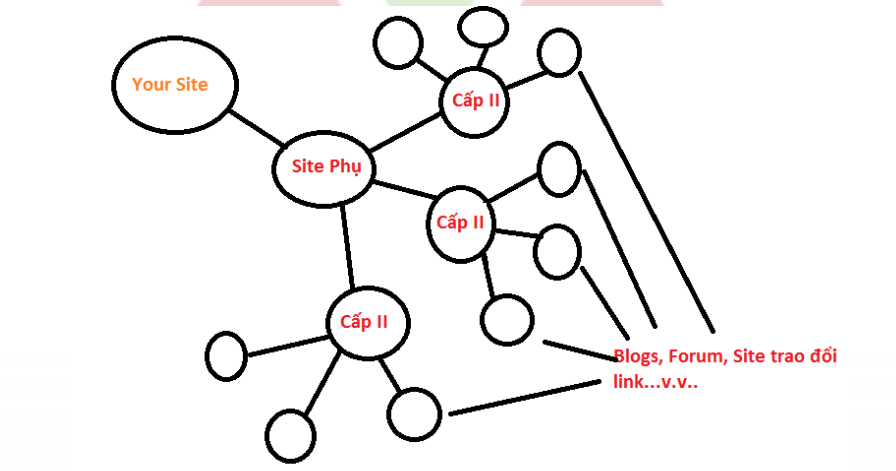 Your Site
Cấp II
Site Phụ
Cấp II
Cấp II
Blogs, Forum, Site trao đổi
link...v.v..